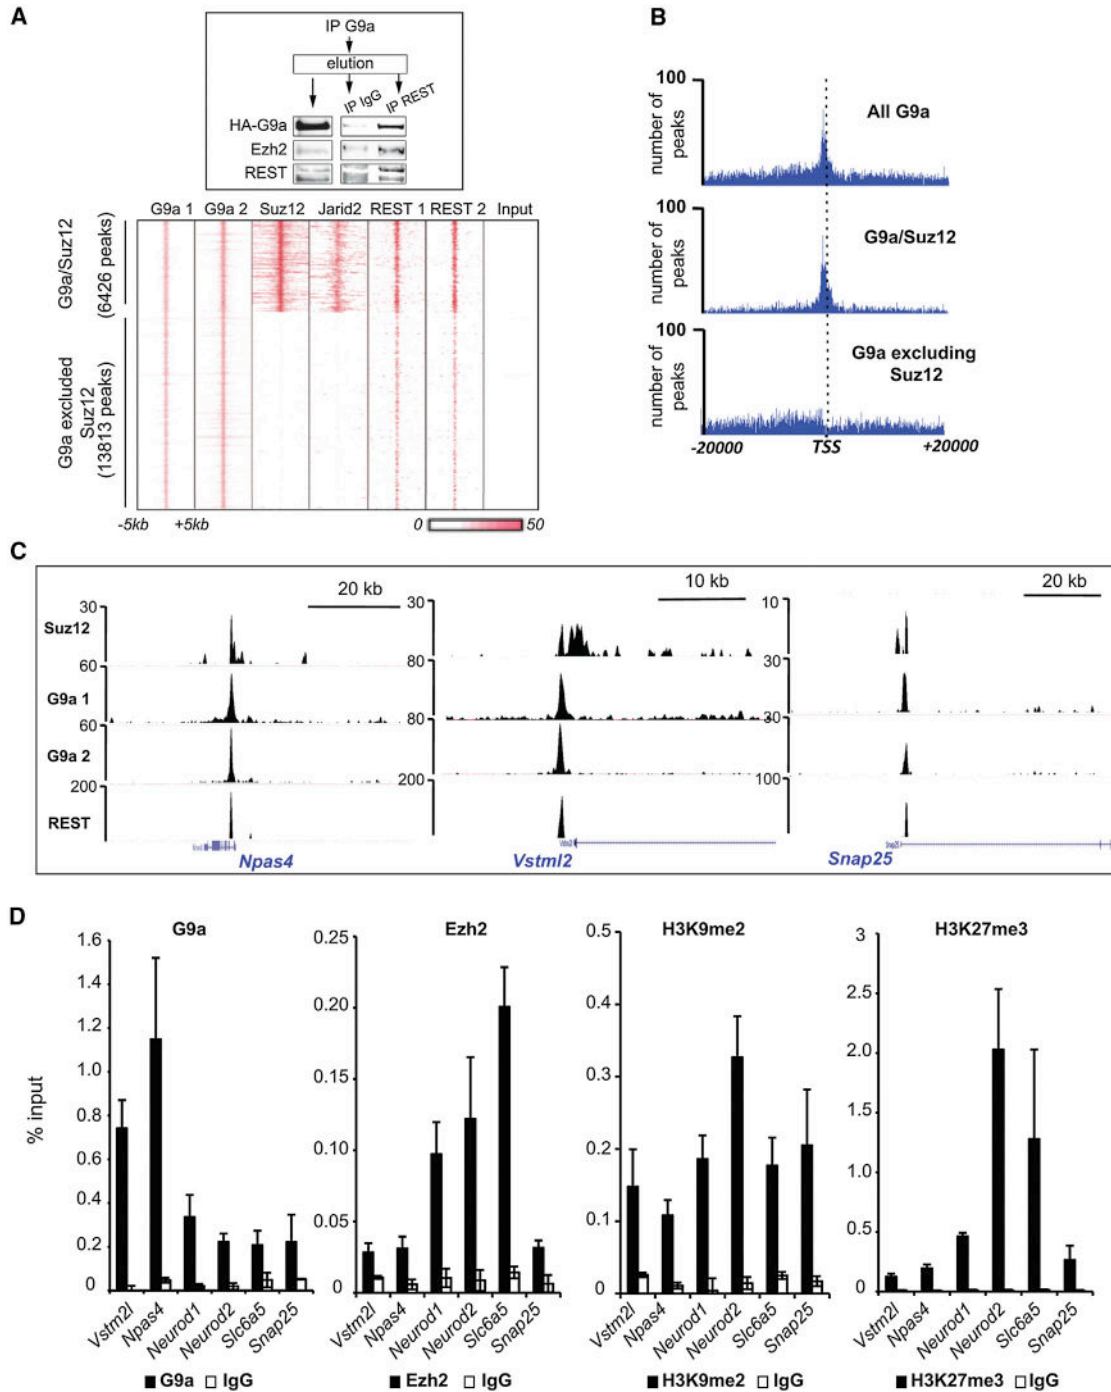 A
IP G9a
elution
IP IgG
IP REST
HA-G9a
Ezh2
REST
G9a 1 G9a 2 Suz12 Jarid2 REST 1 REST 2 Input
G9a/Suz12
(6426 peaks)
G9a excluded
Suz12
(13813 peaks)
-5kb +5kb 0 50
B
100
number of
peaks
All G9a
100
number of
peaks
G9a/Suz12
100
number of
peaks
G9a excluding
Suz12
-20000 TSS +20000
C
20 kb 10 kb 20 kb
30 30 10
Suz12
60 80 30
G9a 1
60 80 30
G9a 2
200 200 100
REST
Npas4 Vstml2 Snap25
D
G9a
% input
1.6
1.4
1.2
1.0
0.8
0.6
0.4
0.2
0
Vstm2l Npas4 Neurod1 Neurod2 Slc6a5 Snap25
G9a IgG
Ezh2
0.25
0.20
0.15
0.10
0.05
0.00
Vstm2l Npas4 Neurod1 Neurod2 Slc6a5 Snap25
Ezh2 IgG
H3K9me2
0.5
0.4
0.3
0.2
0.1
0.0
Vstm2l Npas4 Neurod1 Neurod2 Slc6a5 Snap25
H3K9me2 IgG
H3K27me3
3
2.5
2.0
1.5
1.0
0.5
0
Vstm2l Npas4 Neurod1 Neurod2 Slc6a5 Snap25
H3K27me3 IgG